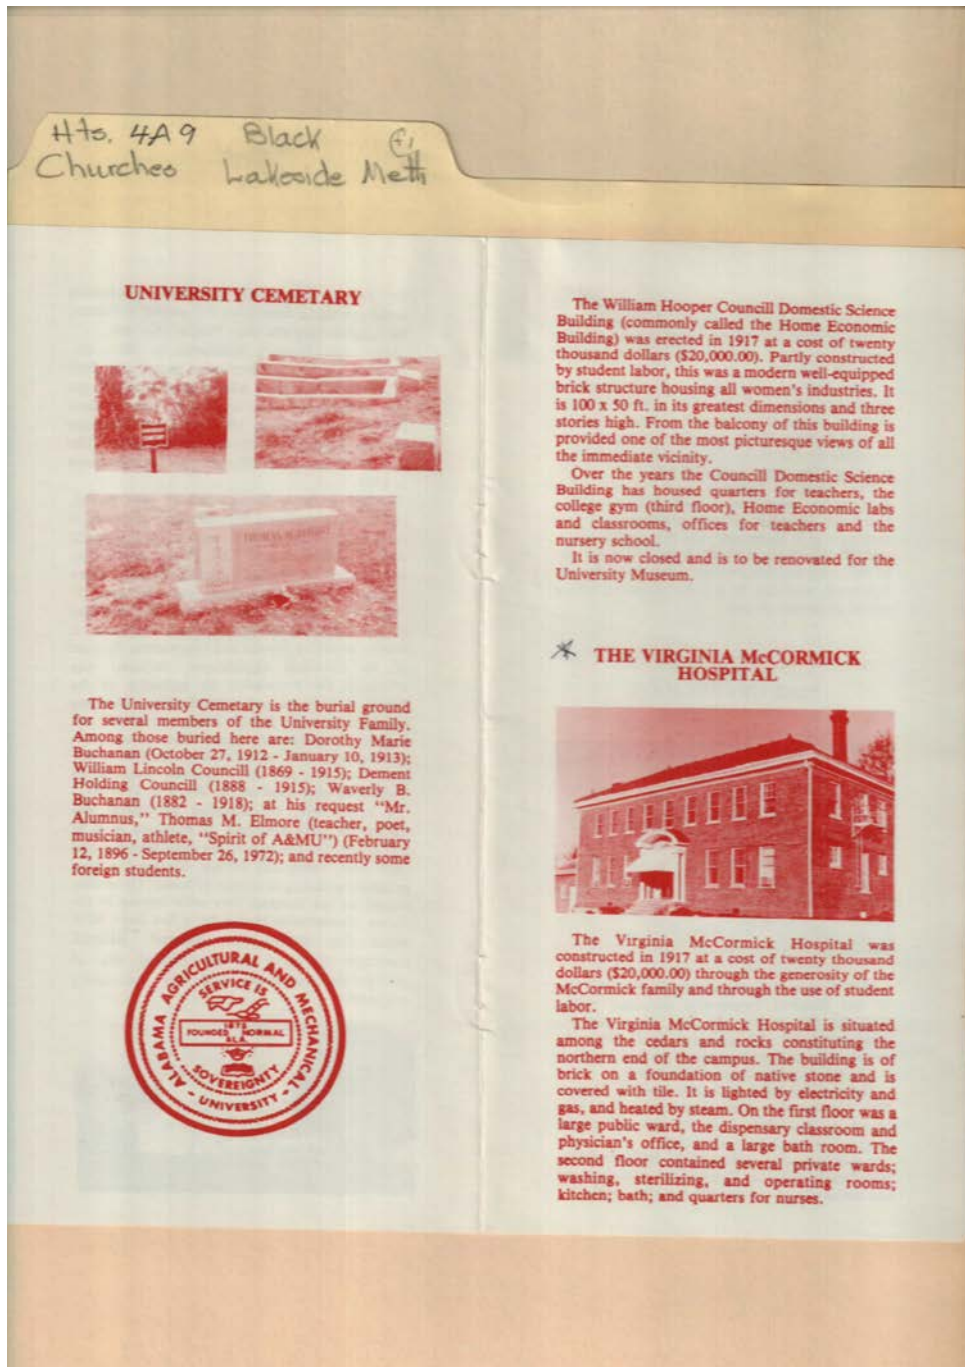 Hts. 4A9 Black
Churches Lakeside Meth
UNIVERSITY CEMETARY
The University Cemetary is the burial ground
for several members of the University Family.
Among those buried here are: Dorothy Marie
Buchanan (October 27, 1912 - January 10, 1913);
William Lincoln Councill (1869 - 1915); Dement
Holding Councill (1888 - 1915); Waverly B.
Buchanan (1882 - 1918); at his request “Mr.
Alumnus,” Thomas M. Elmore (teacher, poet,
musician, athlete, “Spirit of A&MU”) (February
12, 1896 - September 26, 1972); and recently some
foreign students.
ALABAMA AGRICULTURAL AND MECHANICAL
- UNIVERSITY -
SERVICE IS
1875
FOUNDED NORMAL
ALA.
SOVEREIGNTY
The William Hooper Councill Domestic Science
Building (commonly called the Home Economic
Building) was erected in 1917 at a cost of twenty
thousand dollars ($20,000.00). Partly constructed
by student labor, this was a modern well-equipped
brick structure housing all women's industries. It
is 100 x 50 ft. in its greatest dimensions and three
stories high. From the balcony of this building is
provided one of the most picturesque views of all
the immediate vicinity.
Over the years the Councill Domestic Science
Building has housed quarters for teachers, the
college gym (third floor), Home Economic labs
and classrooms, offices for teachers and the
nursery school.
It is now closed and is to be renovated for the
University Museum.
THE VIRGINIA McCORMICK
HOSPITAL
The Virginia McCormick Hospital was
constructed in 1917 at a cost of twenty thousand
dollars ($20,000.00) through the generosity of the
McCormick family and through the use of student
labor.
The Virginia McCormick Hospital is situated
among the cedars and rocks constituting the
northern end of the campus. The building is of
brick on a foundation of native stone and is
covered with tile. It is lighted by electricity and
gas, and heated by steam. On the first floor was a
large public ward, the dispensary classroom and
physician's office, and a large bath room. The
second floor contained several private wards;
washing, sterilizing, and operating rooms;
kitchen; bath; and quarters for nurses.